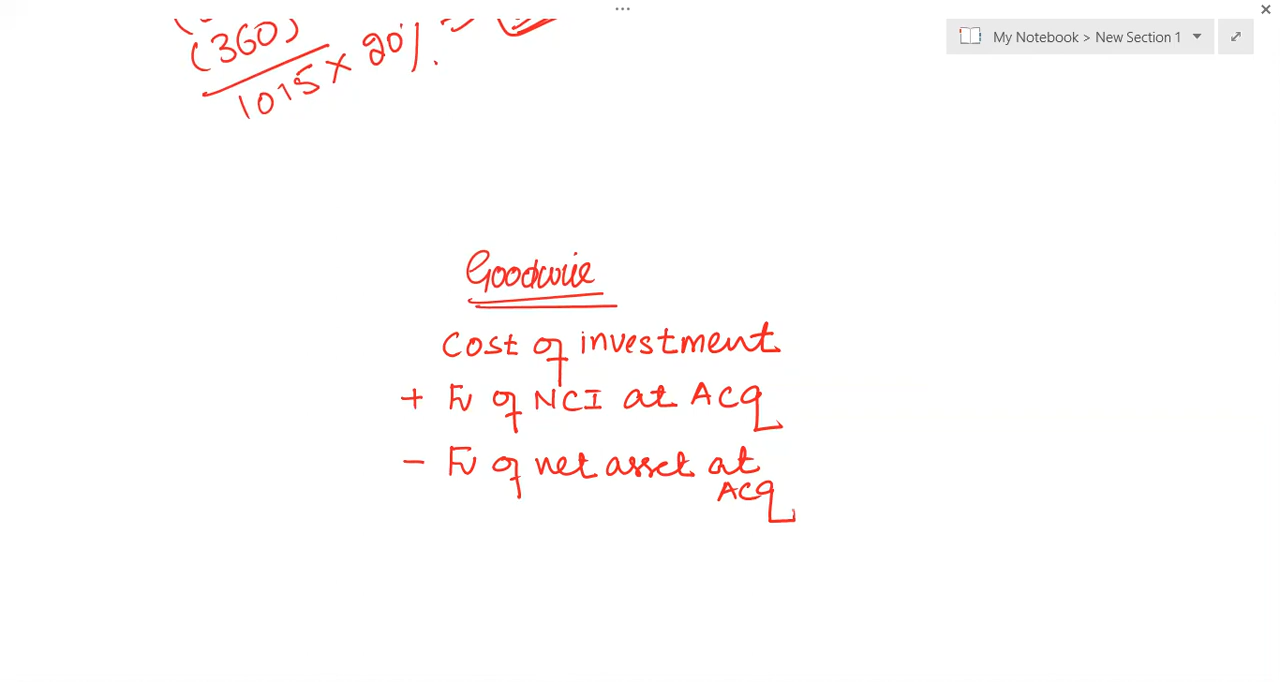 My Notebook > New Section 1
(360)
1015 × 20%.
Goodwill
Cost of investment
+ Fv of NCI at ACQ
- Fv of net asset at
ACQ